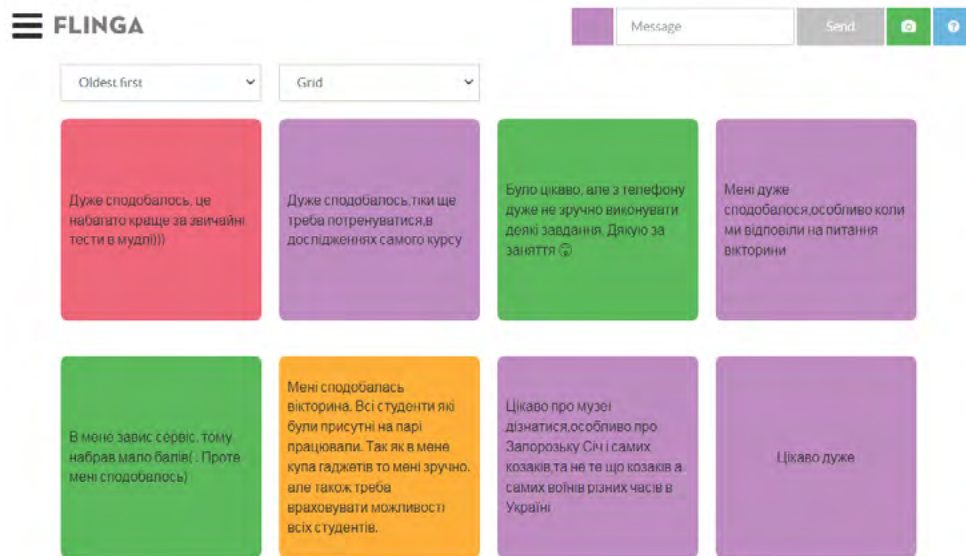 FLINGA
Message
Send
Oldest first
Grid
Дуже сподобалось, це
набагато краще за звичайні
тести в мудлі)))
Дуже сподобалось,тіки ще
треба потренуватися,в
дослідженнях самого курсу
Було цікаво, але з телефону
дуже не зручно виконувати
деякі завдання. Дякую за
заняття
Мені дуже
сподобалося,особливо коли
ми відповіли на питання
вікторини
В мене завис сервіс, тому
набрав мало балів( . Проте
мені сподобалось)
Мені сподобалась
вікторина. Всі студенти які
були присутні на парі
працювали. Так як в мене
купа гаджетів то мені зручно,
але також треба
враховувати можливості
всіх студентів.
Цікаво про музеї
дізнатися,особливо про
Запорозьку Січ і самих
козаків,та не те що козаків а
самих воїнів різних часів в
Україні
Цікаво дуже